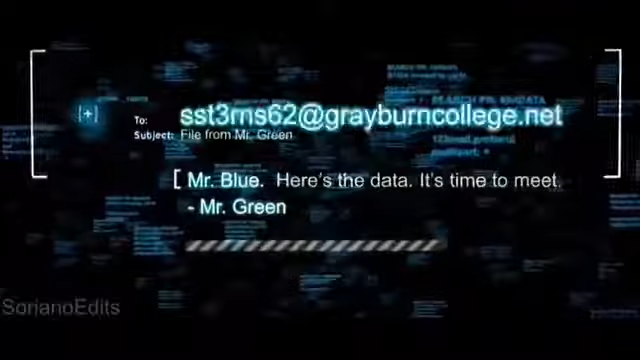 [+]
To: sst3rns62@grayburncollege.net
Subject: File from Mr. Green
[ Mr. Blue. Here's the data. It's time to meet.
- Mr. Green
SorianoEdits